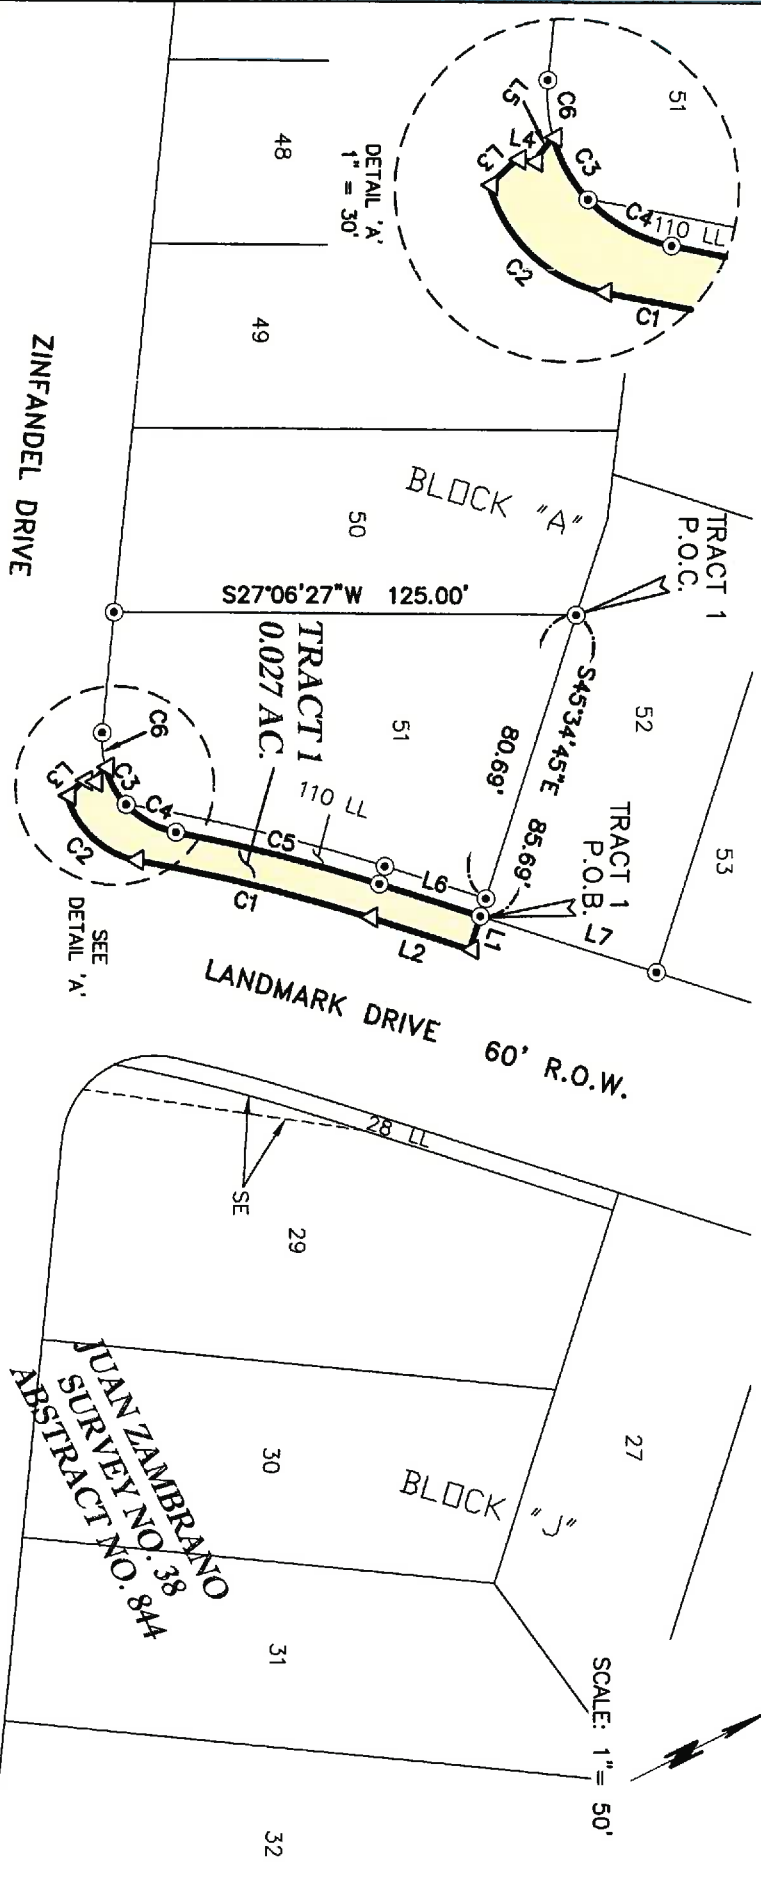 51
C6
L5
C3
L4
L3
C4
110 LL
C2
C1
DETAIL 'A'
1" = 30'
48
49
ZINFANDEL DRIVE
BLOCK "A"
50
TRACT 1
P.O.C.
S27°06'27"W 125.00'
S45°34'45"E 85.69'
80.69'
52
TRACT 1
0.027 AC.
51
C6
C3
L3
C4
C2
110 LL
C5
C1
L6
L2
L1
TRACT 1
P.O.B.
L7
53
SEE
DETAIL 'A'
LANDMARK DRIVE 60' R.O.W.
28 LL
SE
29
27
30
BLOCK "J"
JUAN ZAMBRANO
SURVEY NO. 38
ABSTRACT NO. 844
31
N
SCALE: 1"= 50'
32